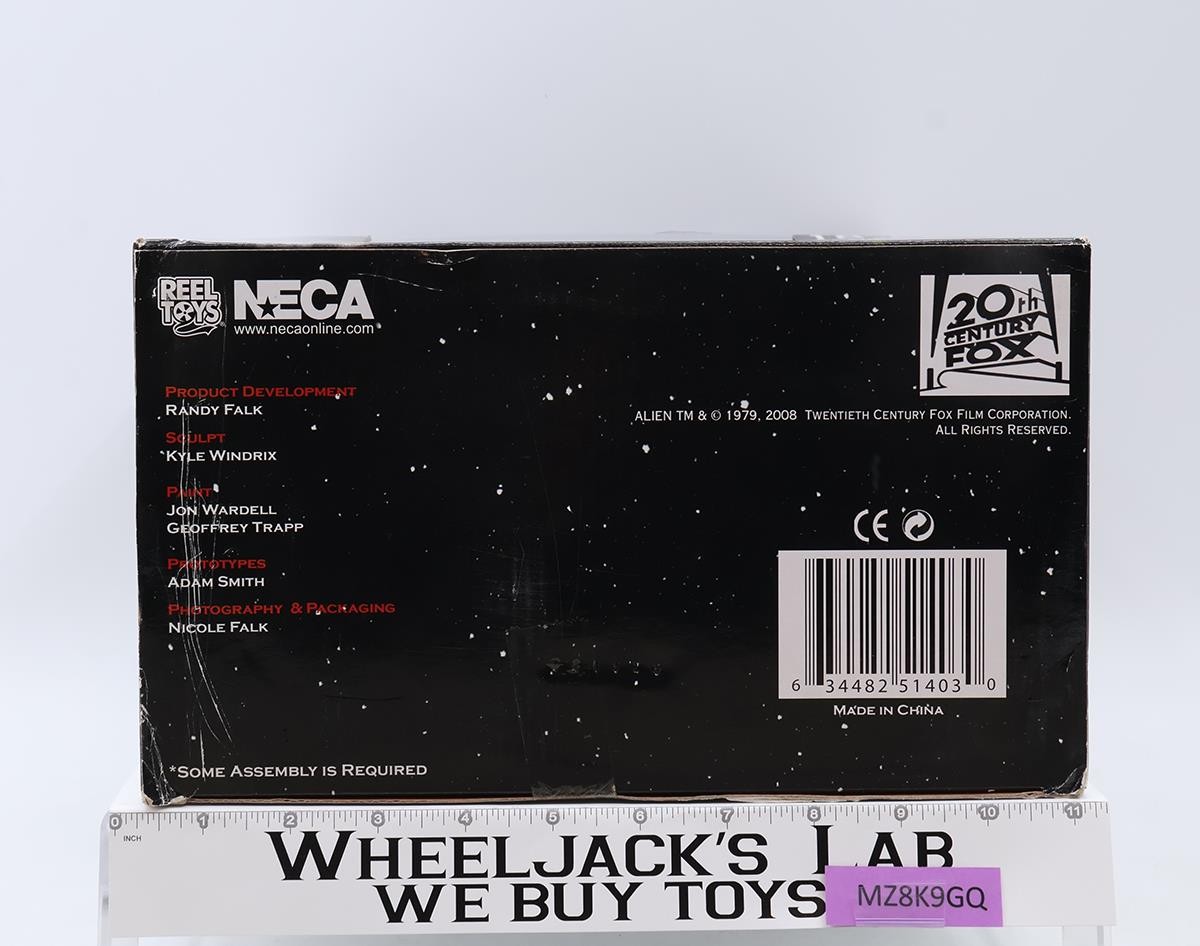 REEL
TOYS
NECA
www.necaonline.com
20th
CENTURY
FOX
PRODUCT DEVELOPMENT
RANDY FALK
SCULPT
KYLE WINDRIX
PAINT
JON WARDELL
GEOFFREY TRAPP
PROTOTYPES
ADAM SMITH
PHOTOGRAPHY & PACKAGING
NICOLE FALK
*SOME ASSEMBLY IS REQUIRED
ALIEN TM & © 1979, 2008 TWENTIETH CENTURY FOX FILM CORPORATION.
ALL RIGHTS RESERVED.
CE
6 34482 51403 0
MADE IN CHINA
0 1 2 3 4 5 6 7 8 9 10 11
INCH
WHEELJACK'S LAB
WE BUY TOYS
MZ8K9GQ